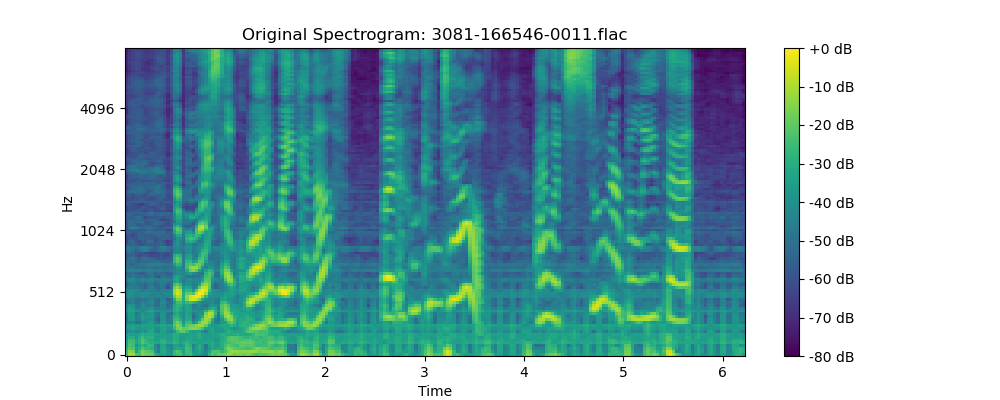 Original Spectrogram: 3081-166546-0011.flac
+0 dB
-10 dB
-20 dB
-30 dB
-40 dB
-50 dB
-60 dB
-70 dB
-80 dB
Hz
4096
2048
1024
512
0
0 1 2 3 4 5 6
Time